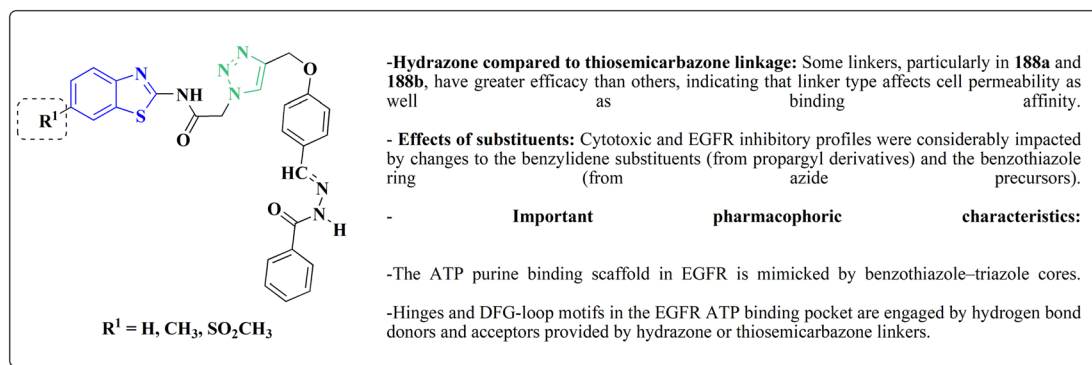 N
NH
S
R¹
O
N
N
N
O
HC
N
N
H
O
R¹ = H, CH₃, SO₂CH₃
-Hydrazone compared to thiosemicarbazone linkage: Some linkers, particularly in 188a and
188b, have greater efficacy than others, indicating that linker type affects cell permeability as
well as binding affinity.
- Effects of substituents: Cytotoxic and EGFR inhibitory profiles were considerably impacted
by changes to the benzylidene substituents (from propargyl derivatives) and the benzothiazole
ring (from azide precursors).
- Important pharmacophoric characteristics:
-The ATP purine binding scaffold in EGFR is mimicked by benzothiazole–triazole cores.
-Hinges and DFG-loop motifs in the EGFR ATP binding pocket are engaged by hydrogen bond
donors and acceptors provided by hydrazone or thiosemicarbazone linkers.